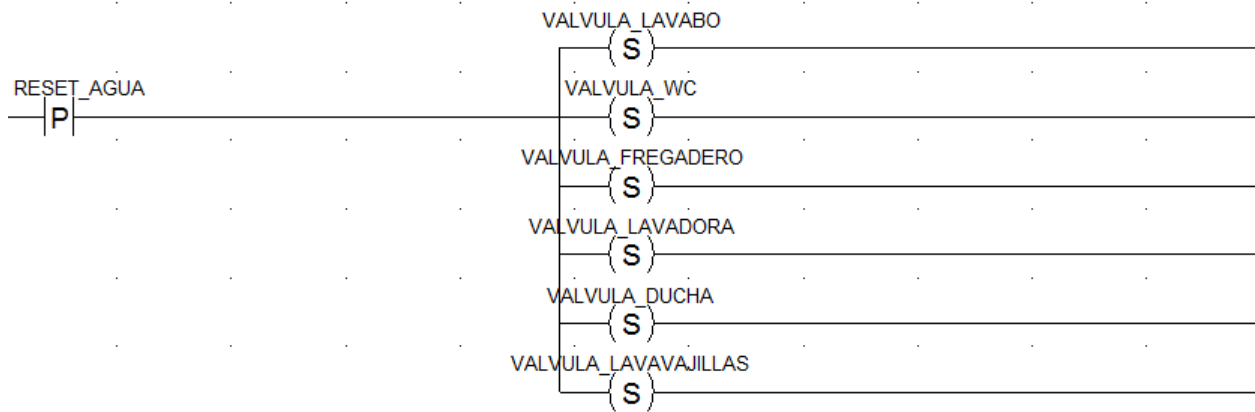 VALVULA_LAVABO
S
RESET_AGUA
P
VALVULA_WC
S
VALVULA_FREGADERO
S
VALVULA_LAVADORA
S
VALVULA_DUCHA
S
VALVULA_LAVAVAJILLAS
S